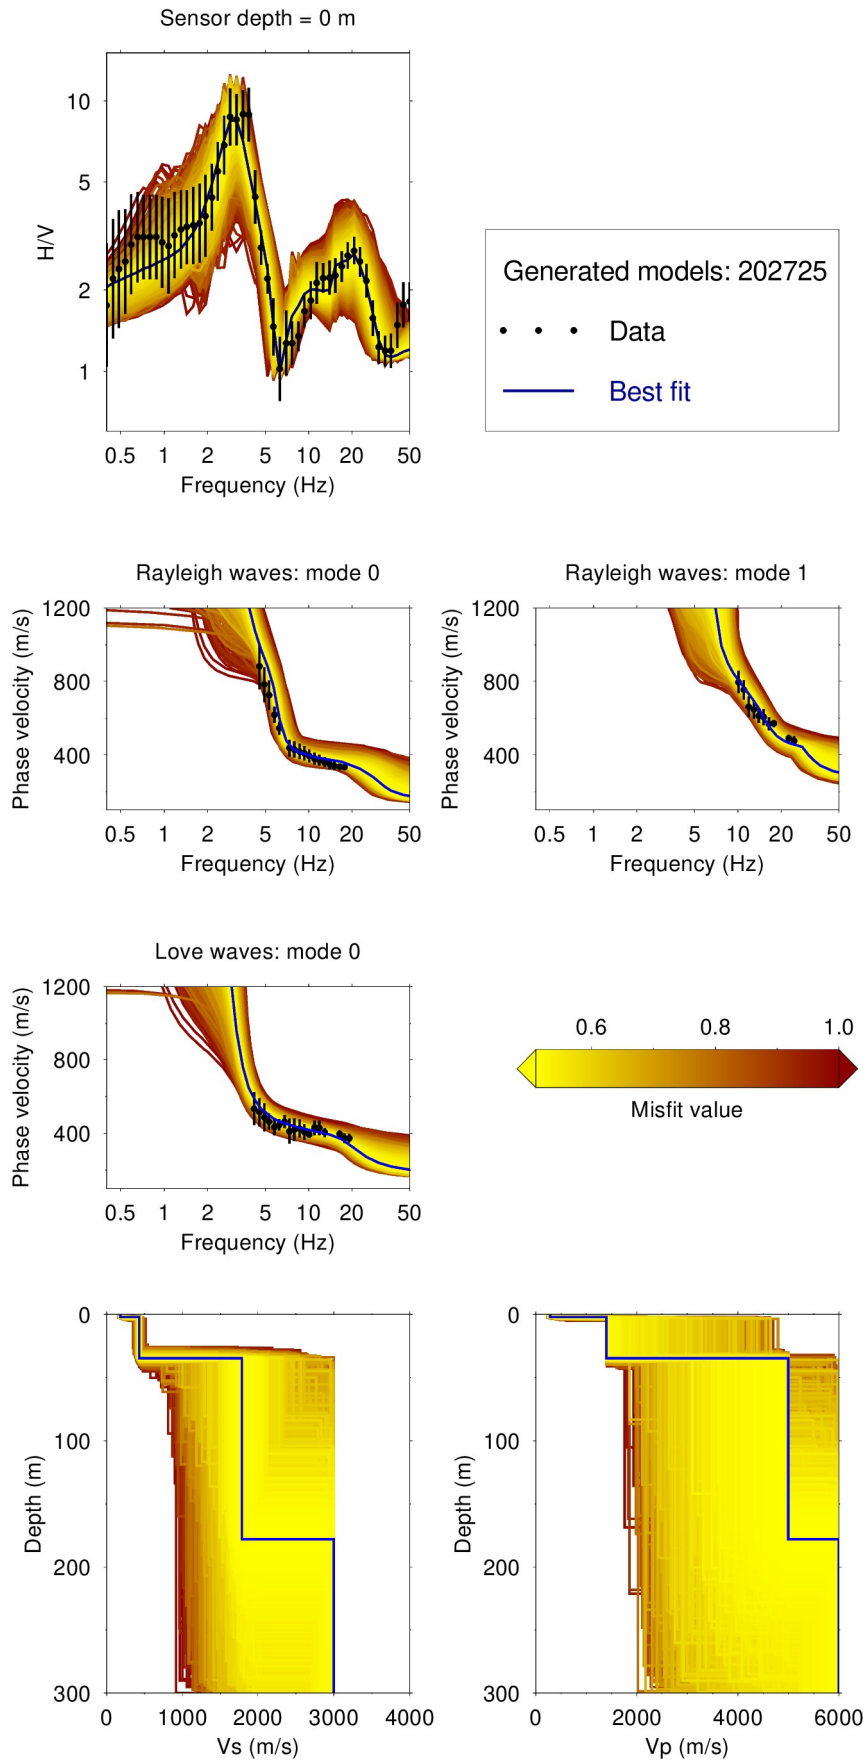 Sensor depth = 0 m
10
5
2
1
H/V
0.5 1 2 5 10 20 50
Frequency (Hz)
Generated models: 202725
Data
Best fit
Rayleigh waves: mode 0
1200
800
400
Phase velocity (m/s)
0.5 1 2 5 10 20 50
Frequency (Hz)
Rayleigh waves: mode 1
1200
800
400
Phase velocity (m/s)
0.5 1 2 5 10 20 50
Frequency (Hz)
Love waves: mode 0
1200
800
400
Phase velocity (m/s)
0.5 1 2 5 10 20 50
Frequency (Hz)
0.6 0.8 1.0
Misfit value
0
100
200
300
Depth (m)
0 1000 2000 3000 4000
Vs (m/s)
0
100
200
300
Depth (m)
0 2000 4000 6000
Vp (m/s)